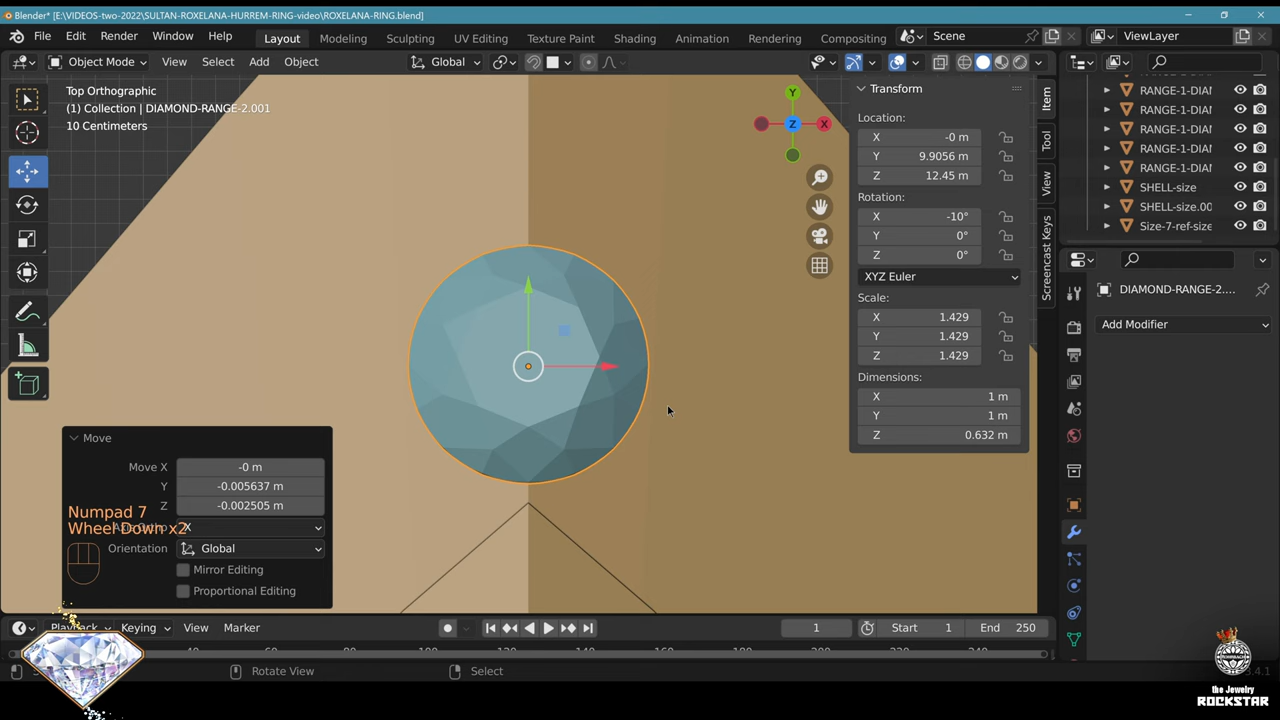 Blender* [E:\VIDEOS-two-2022\SULTAN-ROXELANA-HURREM-RING-video\ROXELANA-RING.blend]
File Edit Render Window Help Layout Modeling Sculpting UV Editing Texture Paint Shading Animation Rendering Compositing Scene ViewLayer
Object Mode View Select Add Object Global
Top Orthographic
(1) Collection | DIAMOND-RANGE-2.001
10 Centimeters
Y
Z
X
Transform
Location:
X -0 m
Y 9.9056 m
Z 12.45 m
Rotation:
X -10°
Y 0°
Z 0°
XYZ Euler
Scale:
X 1.429
Y 1.429
Z 1.429
Dimensions:
X 1 m
Y 1 m
Z 0.632 m
Item
Tool
View
Screencast Keys
RANGE-1-DIAM
RANGE-1-DIAM
RANGE-1-DIAM
RANGE-1-DIAM
RANGE-1-DIAM
SHELL-size
SHELL-size.00
Size-7-ref-size
DIAMOND-RANGE-2....
Add Modifier
Move
Move X -0 m
Y -0.005637 m
Z -0.002505 m
X
Orientation Global
Mirror Editing
Proportional Editing
Numpad 7
Wheel Down x2
Playback Keying View Marker 1 Start 1 End 250
Rotate View Select
the Jewelry
ROCKSTAR